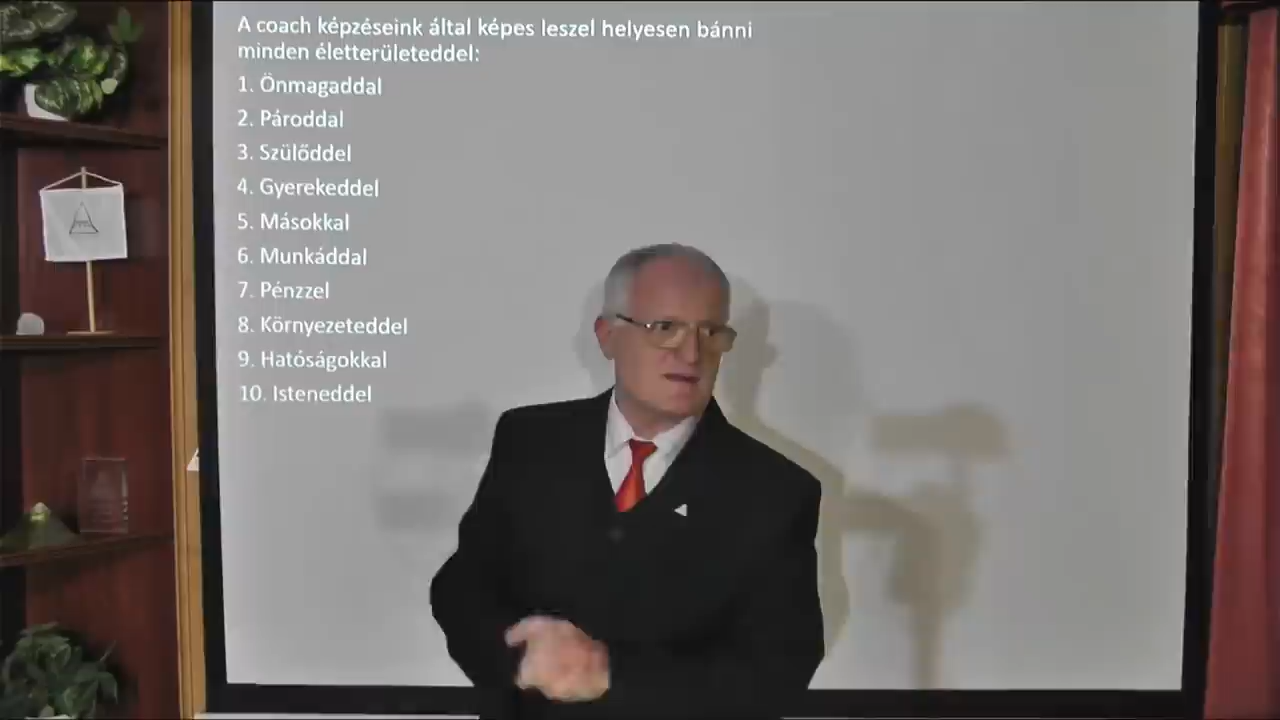 A coach képzéseink által képes leszel helyesen bánni
minden életterületeddel:
1. Önmagaddal
2. Pároddal
3. Szülőddel
4. Gyerekeddel
5. Másokkal
6. Munkáddal
7. Pénzzel
8. Környezeteddel
9. Hatóságokkal
10. Isteneddel